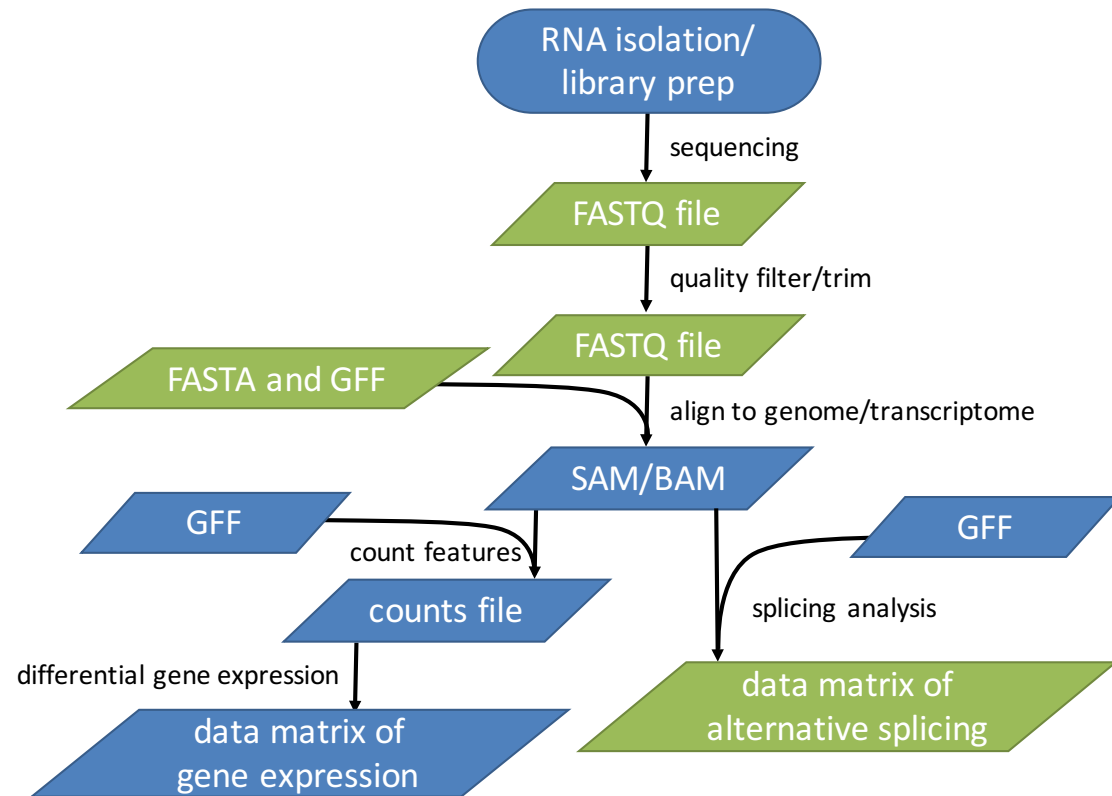 RNA isolation/
library prep
sequencing
FASTQ file
quality filter/trim
FASTQ file
FASTA and GFF
align to genome/transcriptome
SAM/BAM
GFF
GFF
count features
counts file
splicing analysis
differential gene expression
data matrix of
gene expression
data matrix of
alternative splicing